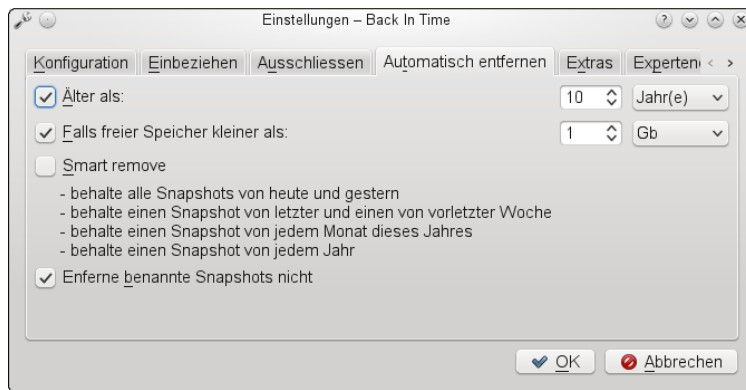 Einstellungen – Back In Time
Konfiguration Einbeziehen Ausschliessen Automatisch entfernen Extras
Älter als: 10 Jahr(e)
Falls freier Speicher kleiner als: 1 Gb
Smart remove
- behalte alle Snapshots von heute und gestern
- behalte einen Snapshot von letzter und einen von vorletzter Woche
- behalte einen Snapshot von jedem Monat dieses Jahres
- behalte einen Snapshot von jedem Jahr
Enferne benannte Snapshots nicht
OK Abbrechen